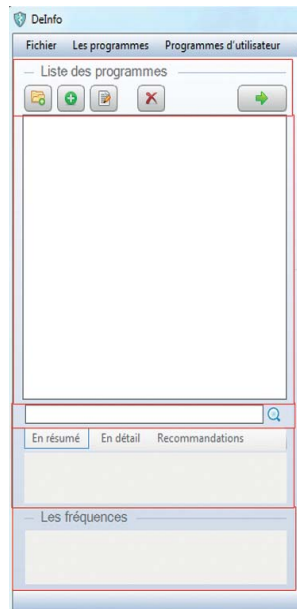 DeInfo
Fichier Les programmes Programmes d'utilisateur
Liste des programmes
En résumé En détail Recommandations
Les fréquences